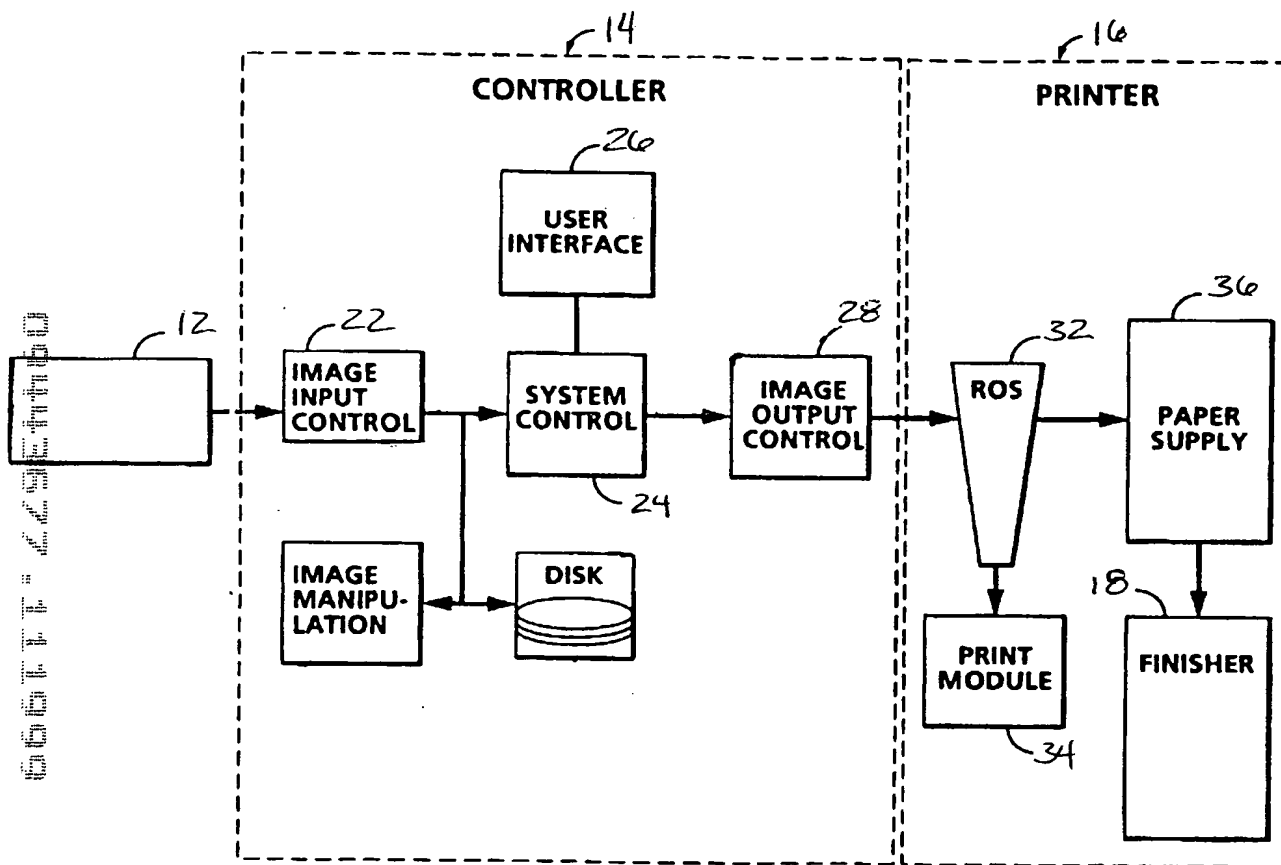 14
16
CONTROLLER
PRINTER
26
USER
INTERFACE
12
22
28
32
36
IMAGE
INPUT
CONTROL
SYSTEM
CONTROL
IMAGE
OUTPUT
CONTROL
ROS
PAPER
SUPPLY
24
IMAGE
MANIPU-
LATION
DISK
18
PRINT
MODULE
FINISHER
34